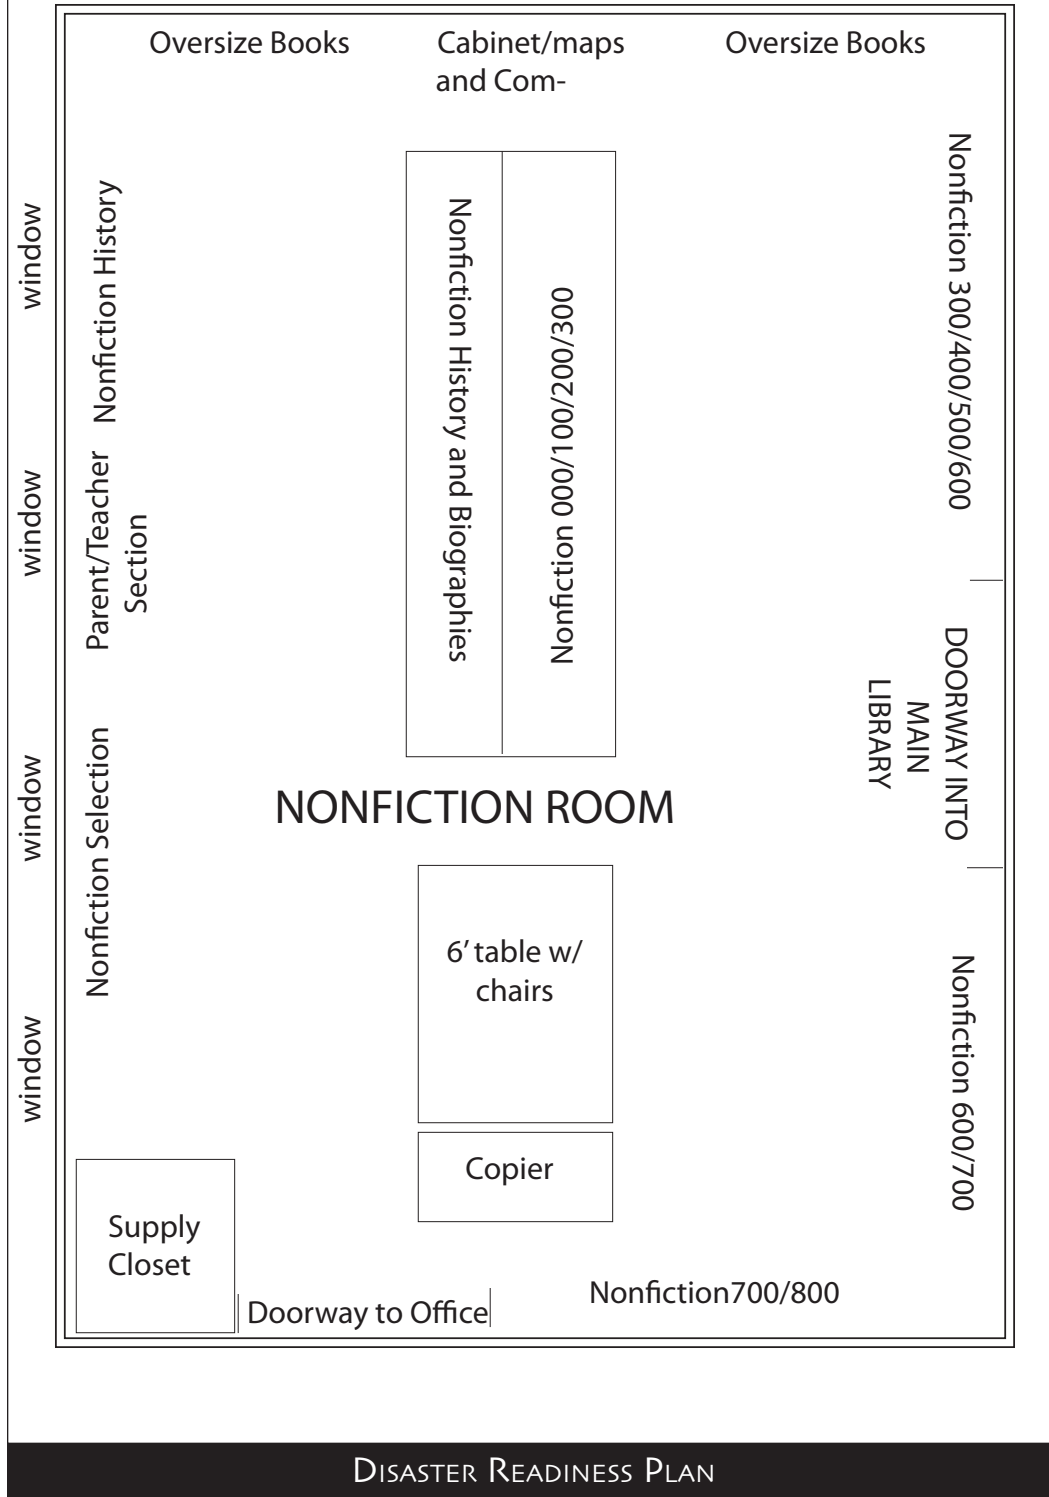 Oversize Books
Cabinet/maps
and Com-
Oversize Books
window
window
window
window
Nonfiction History
Parent/Teacher
Section
Nonfiction Selection
Nonfiction History and Biographies
Nonfiction 000/100/200/300
Nonfiction 300/400/500/600
DOORWAY INTO
MAIN
LIBRARY
NONFICTION ROOM
6' table w/
chairs
Nonfiction 600/700
Copier
Supply
Closet
Doorway to Office
Nonfiction700/800
Disaster Readiness Plan